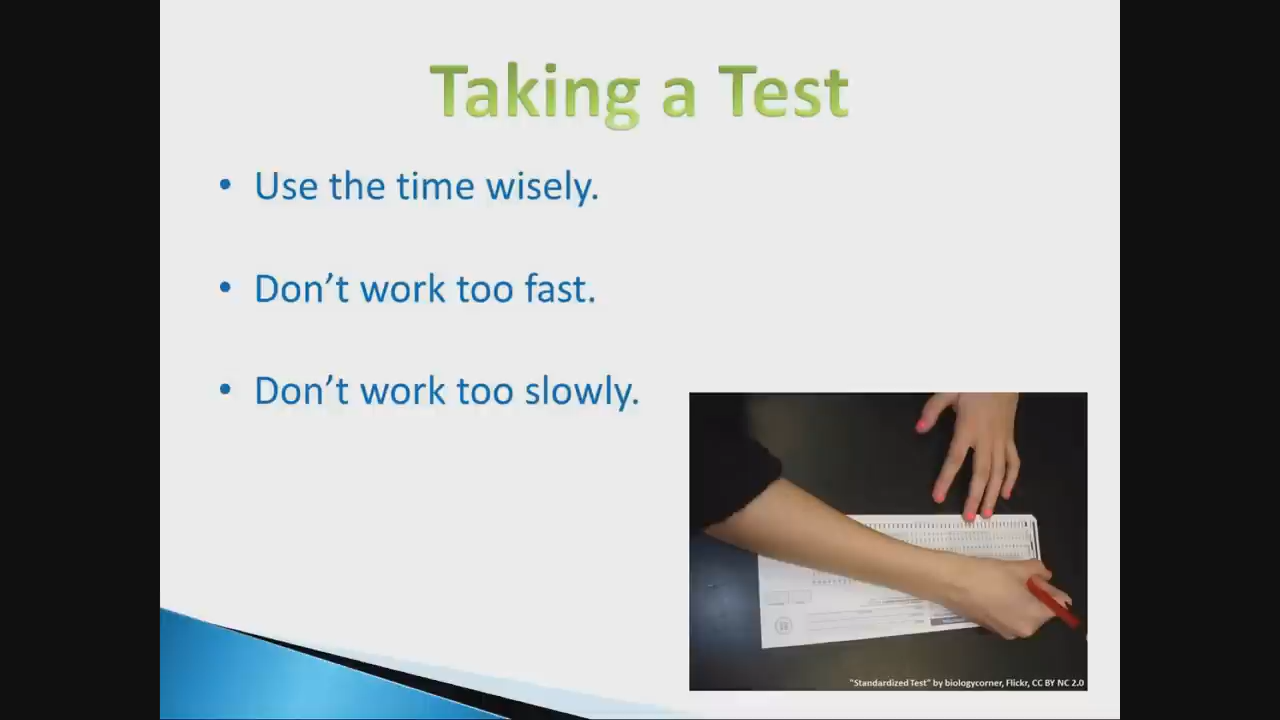 Taking a Test
• Use the time wisely.
• Don’t work too fast.
• Don’t work too slowly.
"Standardized Test" by biologycorner, Flickr, CC BY NC 2.0